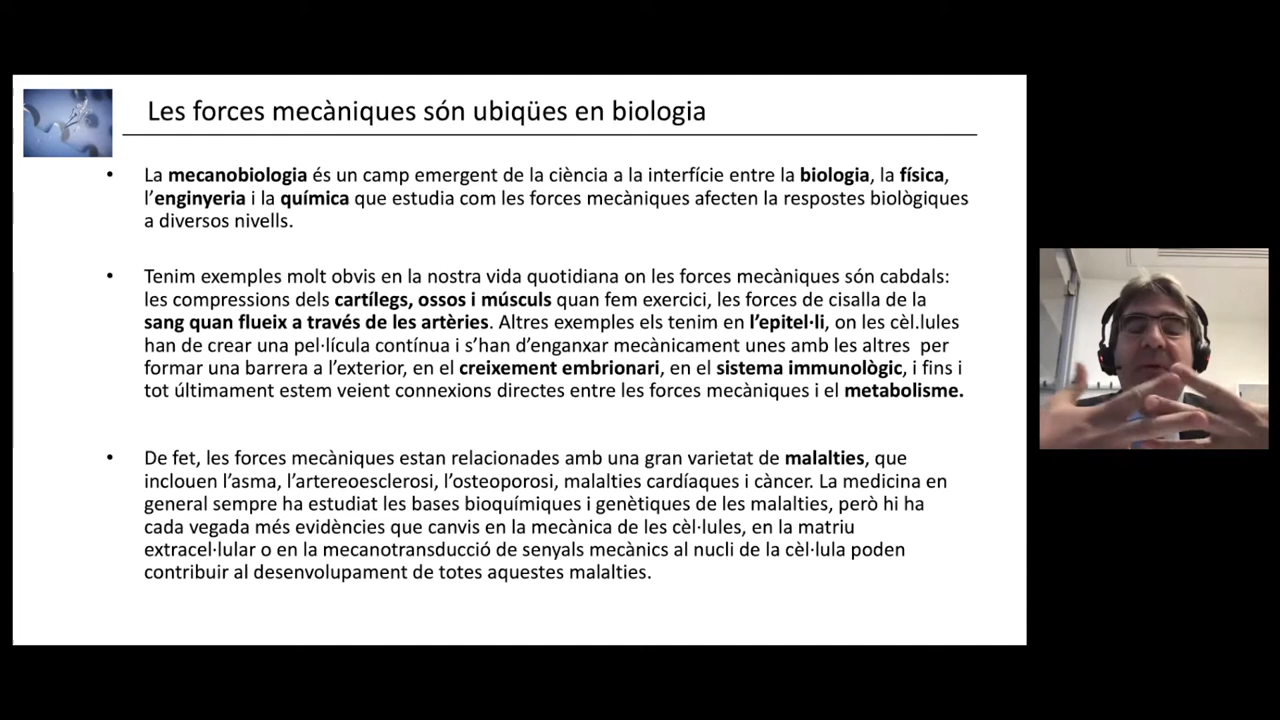 Les forces mecàniques són ubiqües en biologia
• La mecanobiologia és un camp emergent de la ciència a la interfície entre la biologia, la física,
l’enginyeria i la química que estudia com les forces mecàniques afecten la respostes biològiques
a diversos nivells.
• Tenim exemples molt obvis en la nostra vida quotidiana on les forces mecàniques són cabdals:
les compressions dels cartílegs, ossos i músculs quan fem exercici, les forces de cisalla de la
sang quan flueix a través de les artèries. Altres exemples els tenim en l’epitel·li, on les cèl.lules
han de crear una pel·lícula contínua i s’han d’enganxar mecànicament unes amb les altres per
formar una barrera a l’exterior, en el creixement embrionari, en el sistema immunològic, i fins i
tot últimament estem veient connexions directes entre les forces mecàniques i el metabolisme.
• De fet, les forces mecàniques estan relacionades amb una gran varietat de malalties, que
inclouen l’asma, l’artereoesclerosi, l’osteoporosi, malalties cardíaques i càncer. La medicina en
general sempre ha estudiat les bases bioquímiques i genètiques de les malalties, però hi ha
cada vegada més evidències que canvis en la mecànica de les cèl·lules, en la matriu
extracel·lular o en la mecanotransducció de senyals mecànics al nucli de la cèl·lula poden
contribuir al desenvolupament de totes aquestes malalties.